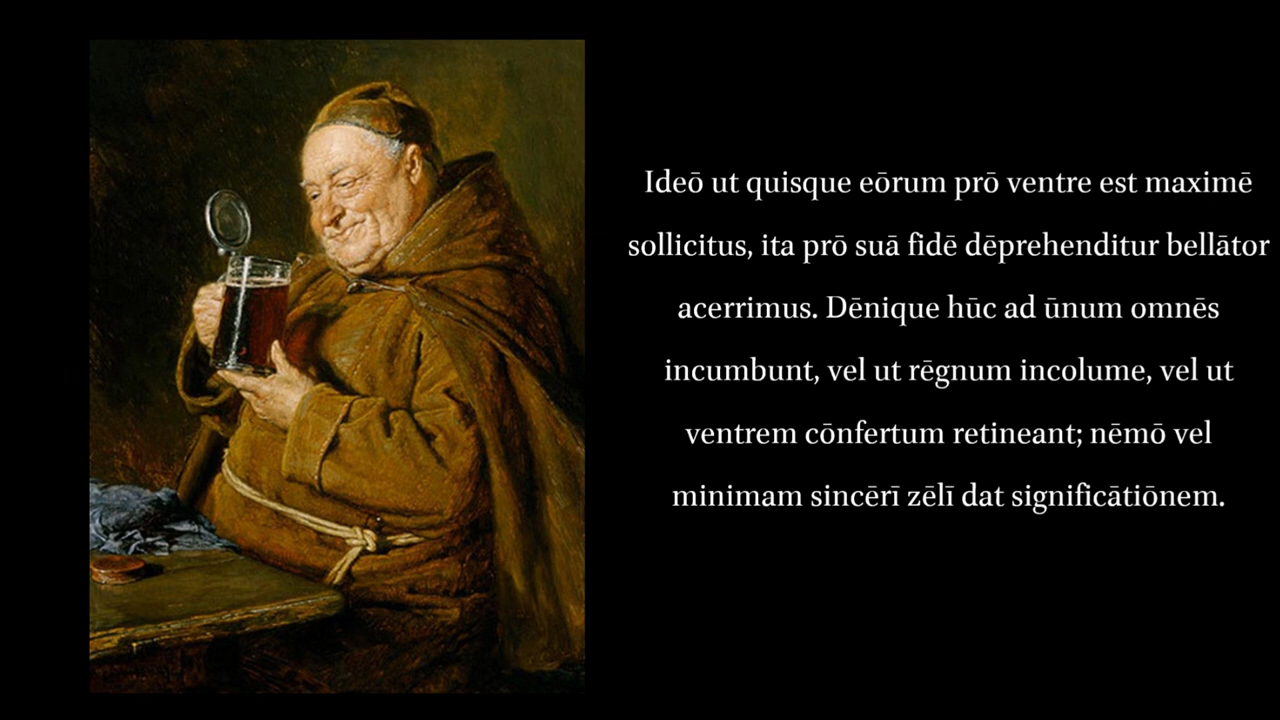 Ideō ut quisque eōrum prō ventre est maximē
sollicitus, ita prō suā fidē dēprehenditur bellātor
acerrimus. Dēnique hūc ad ūnum omnēs
incumbunt, vel ut rēgnum incolume, vel ut
ventrem cōnfertum retineant; nēmō vel
minimam sincērī zēlī dat significātiōnem.